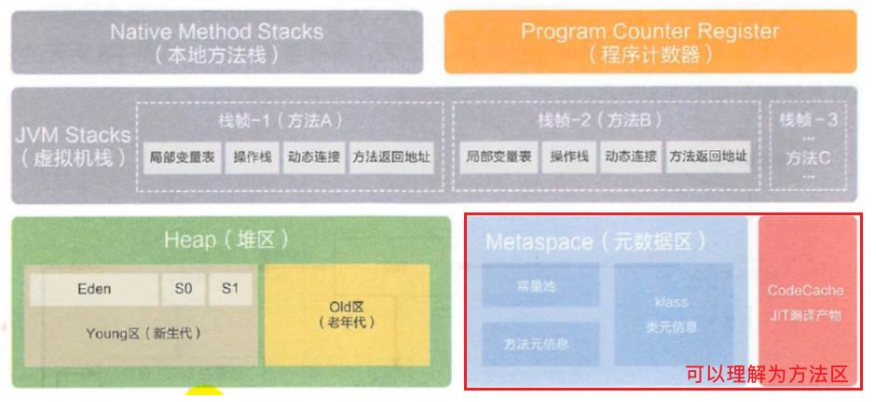 Native Method Stacks
（本地方法栈）
Program Counter Register
（程序计数器）
JVM Stacks
（虚拟机栈）
栈帧-1（方法A）
局部变量表
操作栈
动态连接
方法返回地址
栈帧-2（方法B）
局部变量表
操作栈
动态连接
方法返回地址
栈帧-3
...
方法C
...
Heap（堆区）
Eden
S0
S1
Young区（新生代）
Old区
（老年代）
Metaspace（元数据区）
常量池
方法元信息
klass
类元信息
CodeCache
JIT编译产物
可以理解为方法区